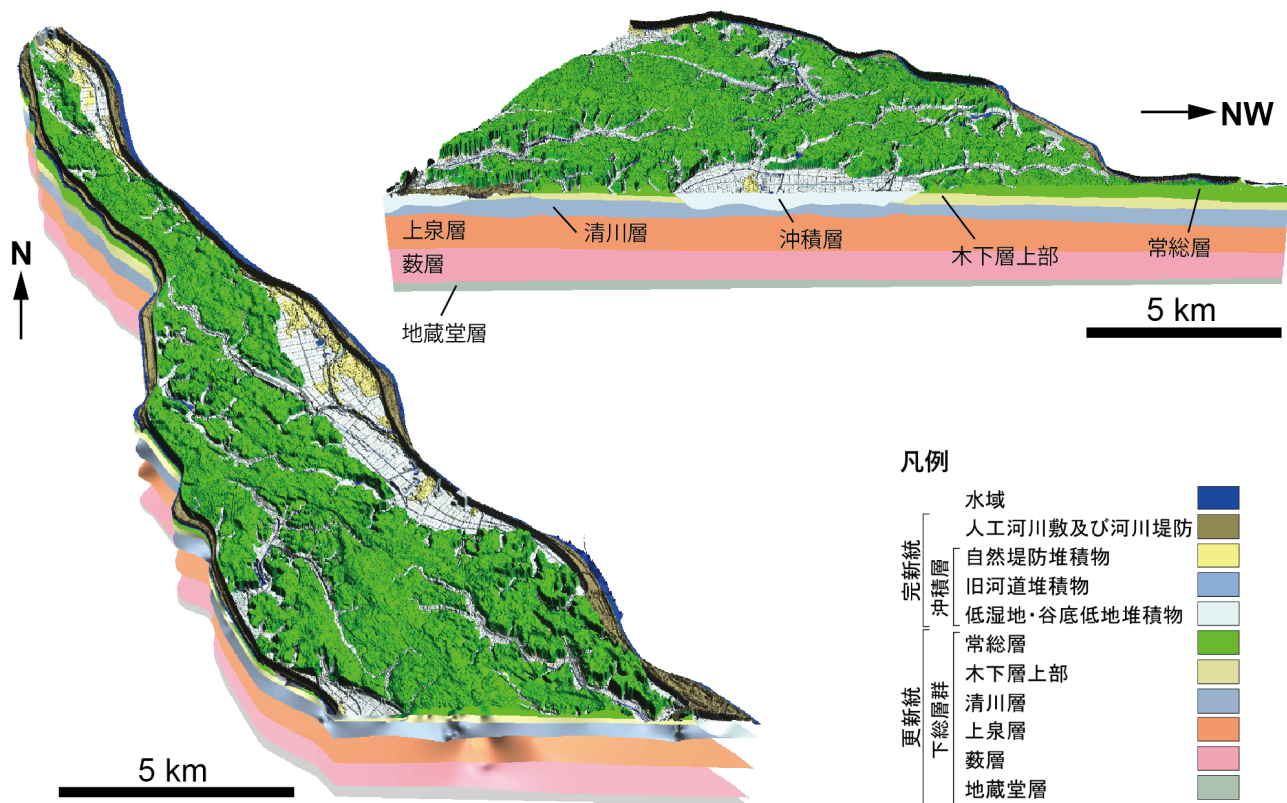 NW
上泉層
清川層
沖積層
木下層上部
常総層
薮層
地蔵堂層
5 km
N
5 km
凡例
水域
人工河川敷及び河川堤防
自然堤防堆積物
旧河道堆積物
低湿地・谷底低地堆積物
常総層
木下層上部
清川層
上泉層
薮層
地蔵堂層
完新統
沖積層
更新統
下総層群